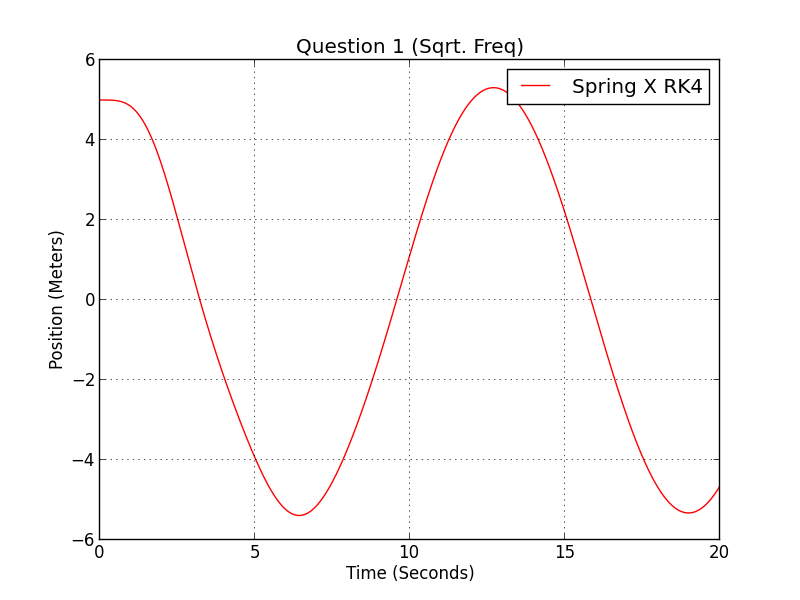 Question 1 (Sqrt. Freq)
Spring X RK4
6
4
2
0
−2
−4
−6
Position (Meters)
0 5 10 15 20
Time (Seconds)